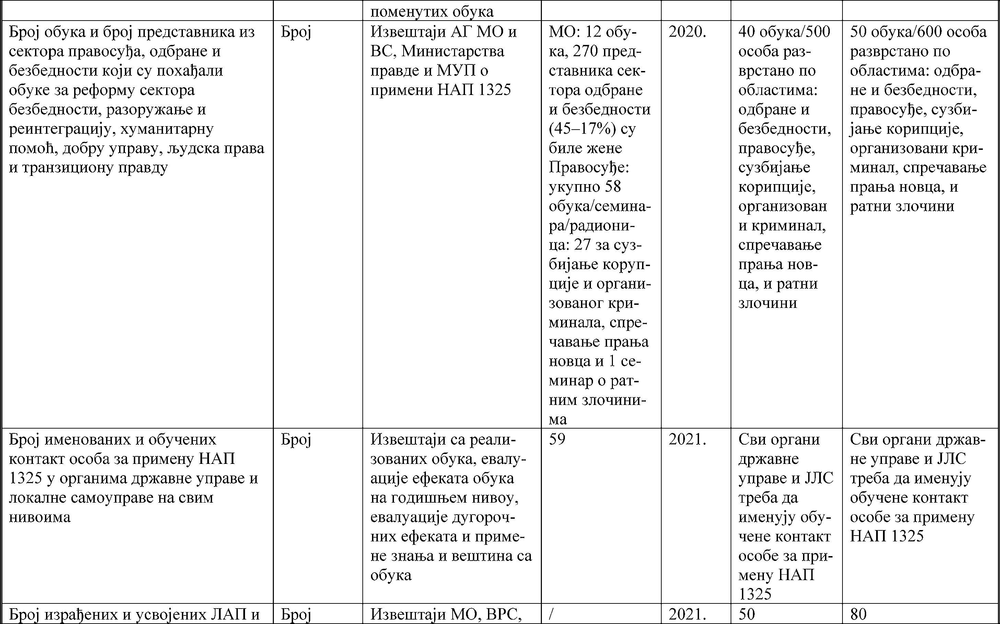 поменутих обука
Број обука и број представника из
сектора правосуђа, одбране и
безбедности који су похађали
обуке за реформу сектора
безбедности, разоружање и
реинтеграцију, хуманитарну
помоћ, добру управу, људска права
и транзициону правду
Број
Извештаји АГ МО и
ВС, Министарства
правде и МУП о
примени НАП 1325
МО: 12 обу-
ка, 270 пред-
ставника сек-
тора одбране
и безбедности
(45–17%) су
биле жене
Правосуђе:
укупно 58
обука/семина-
ра/радиони-
ца: 27 за суз-
бијање коруп-
ције и органи-
зованог кри-
минала, спре-
чавање прања
новца и 1 се-
минар о рат-
ним злочини-
ма
2020.
40 обука/500
особа раз-
врстано по
областима:
одбране и
безбедности,
правосуђе,
сузбијање
корипције,
организован
и криминал,
спречавање
прања нов-
ца, и ратни
злочини
50 обука/600 особа
разврстано по
областима: одбра-
не и безбедности,
правосуђе, сузби-
јање корипције,
организовани кри-
минал, спречавање
прања новца, и
ратни злочини
Број именованих и обучених
контакт особа за примену НАП
1325 у органима државне управе и
локалне самоуправе на свим
нивоима
Број
Извештаји са реали-
зованих обука, евалу-
ације ефеката обука
на годишњем нивоу,
евалуације дугороч-
них ефеката и приме-
не знања и вештина са
обука
59
2021.
Сви органи
државне
управе и ЈЛС
треба да
именују обу-
чене контакт
особе за при-
мену НАП
1325
Сви органи држав-
не управе и ЈЛС
треба да именују
обучене контакт
особе за примену
НАП 1325
Број израђених и усвојених ЛАП и
Број
Извештаји МО, ВРС,
/
2021.
50
80